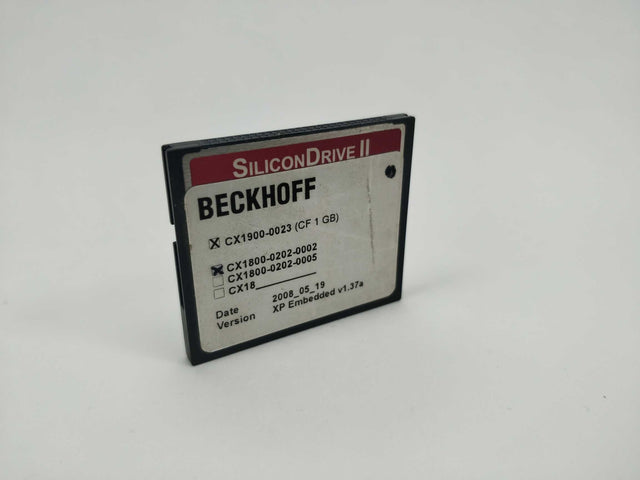 SILICONDRIVE II
BECKHOFF
X CX1900-0023 (CF 1 GB)
X CX1800-0202-0002
CX1800-0202-0005
CX18__________
Date 2008_05_19
Version XP Embedded v1.37a